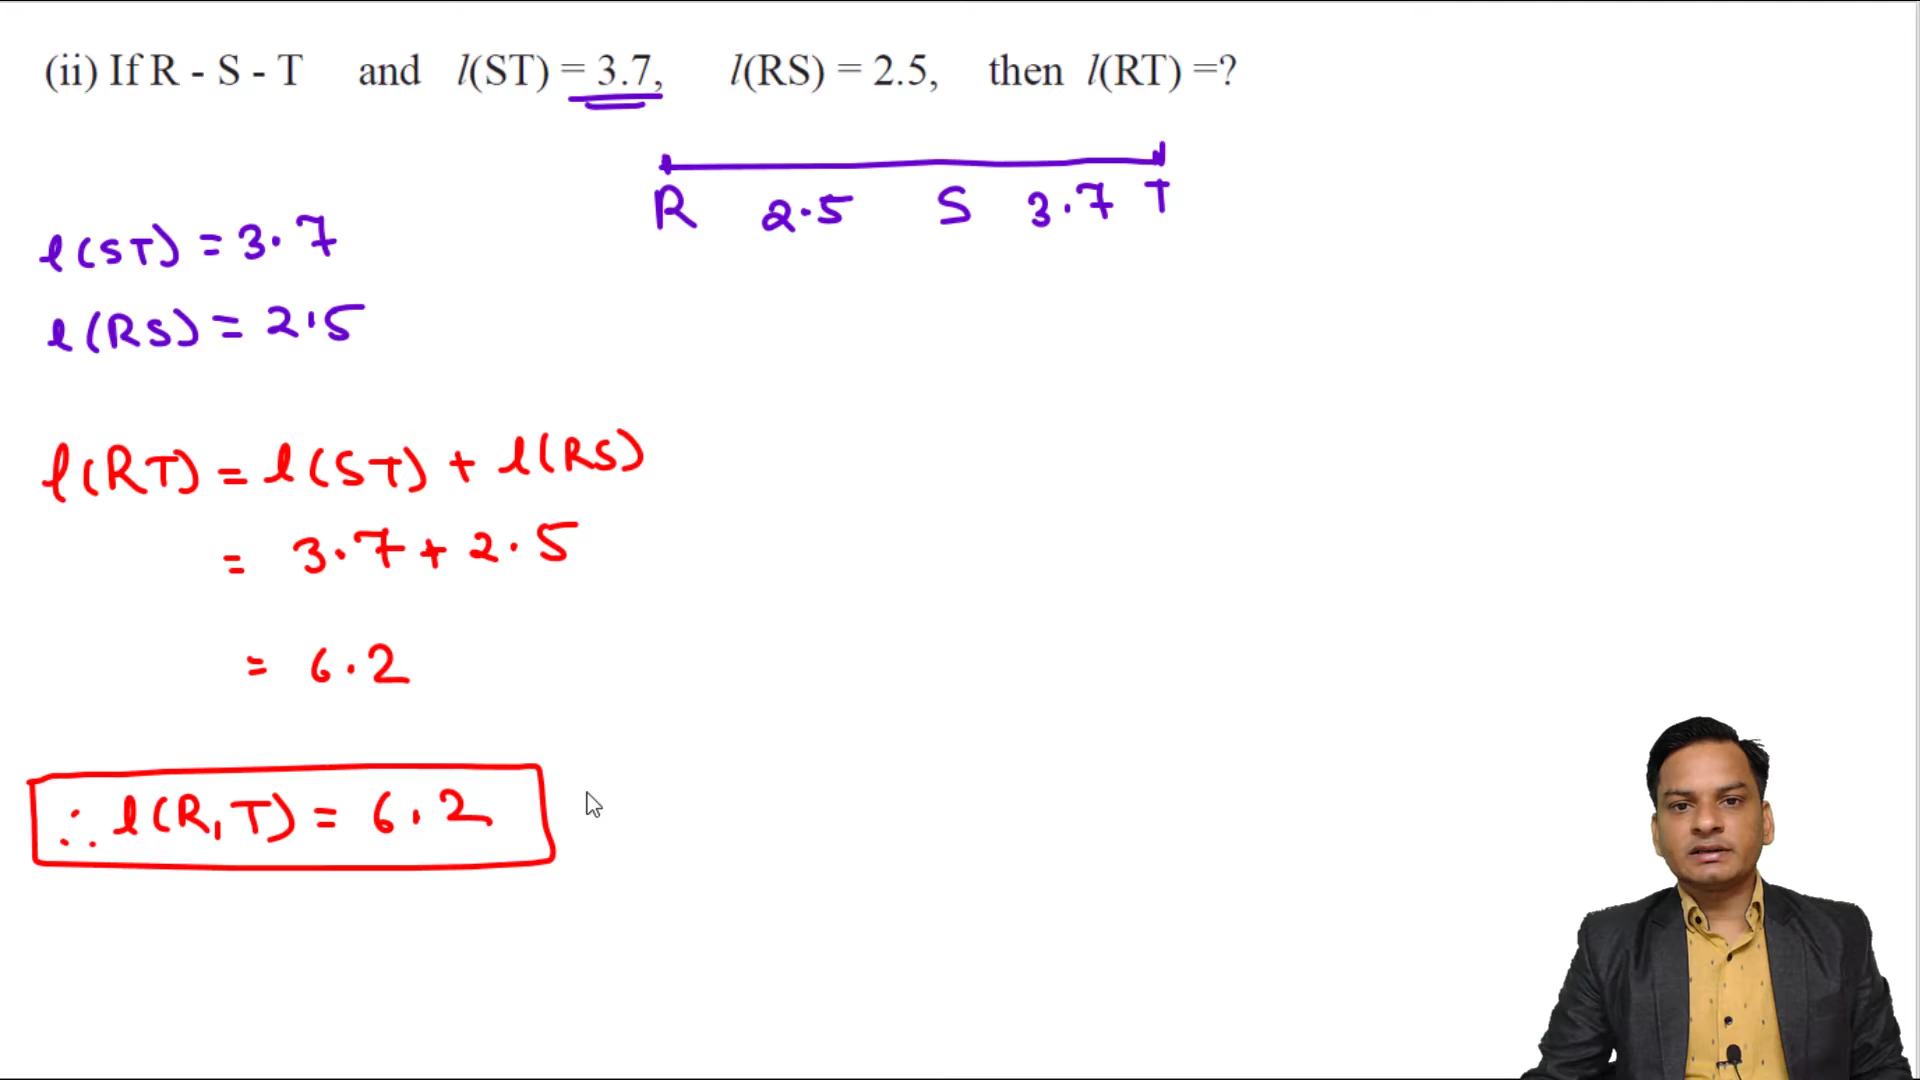 (ii) If R - S - T and l(ST) = 3.7, l(RS) = 2.5, then l(RT) =?
R 2.5 S 3.7 T
l(ST) = 3.7
l(RS) = 2.5
l(RT) = l(ST) + l(RS)
= 3.7 + 2.5
= 6.2
∴ l(R,T) = 6.2